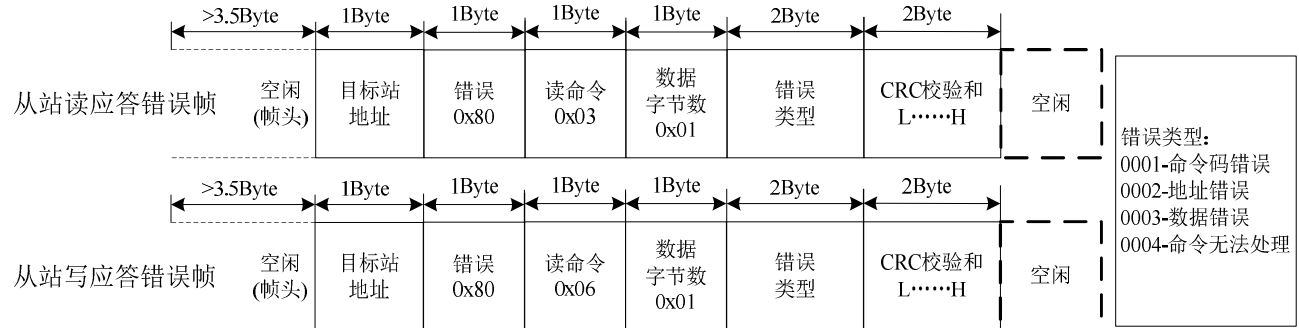 >3.5Byte 1Byte 1Byte 1Byte 1Byte 2Byte 2Byte
从站读应答错误帧
空闲
(帧头)
目标站
地址
错误
0x80
读命令
0x03
数据
字节数
0x01
错误
类型
CRC校验和
L……H
空闲
>3.5Byte 1Byte 1Byte 1Byte 1Byte 2Byte 2Byte
从站写应答错误帧
空闲
(帧头)
目标站
地址
错误
0x80
读命令
0x06
数据
字节数
0x01
错误
类型
CRC校验和
L……H
空闲
错误类型：
0001-命令码错误
0002-地址错误
0003-数据错误
0004-命令无法处理